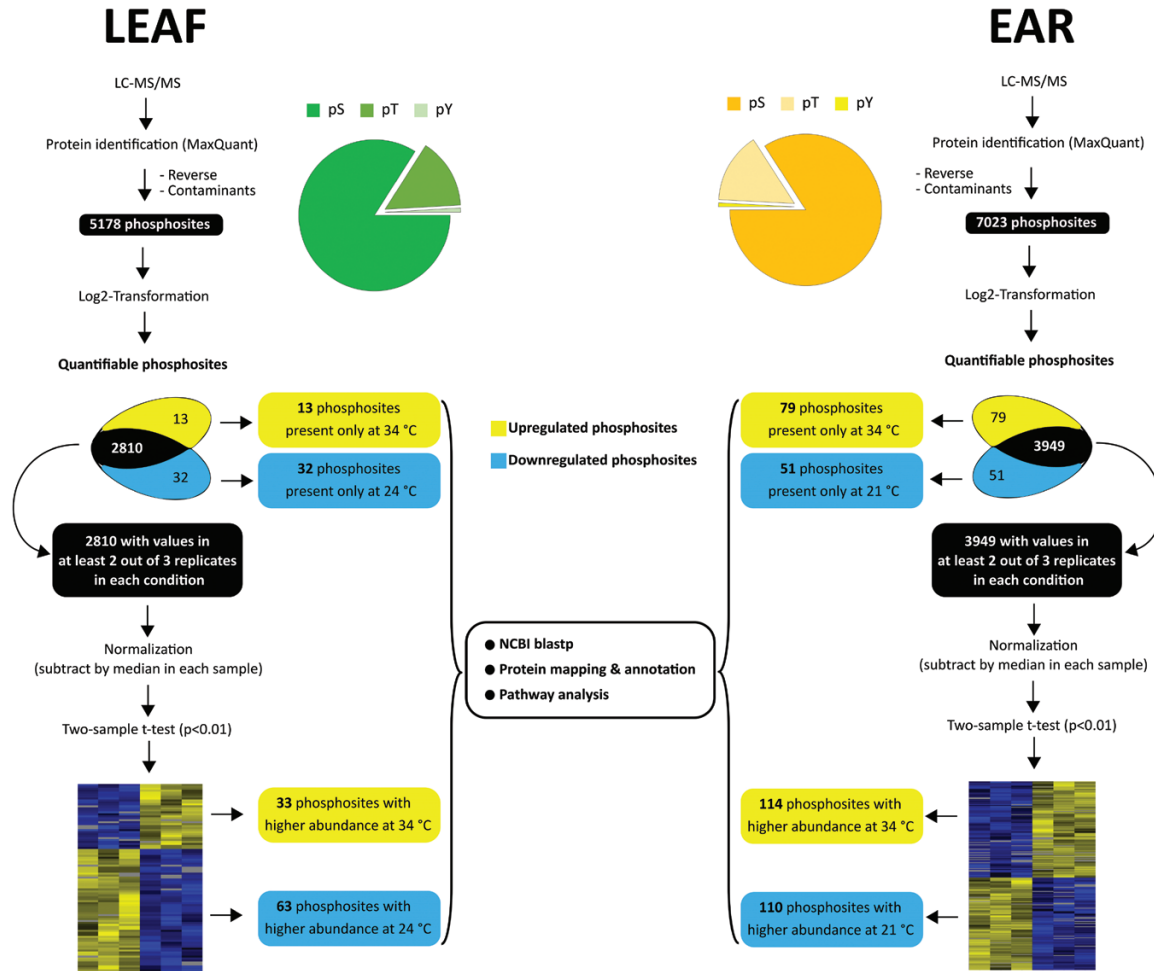 LEAF
LC-MS/MS
Protein identification (MaxQuant)
- Reverse
- Contaminants
5178 phosphosites
Log2-Transformation
Quantifiable phosphosites
pS pT pY
13
2810
32
13 phosphosites
present only at 34 °C
32 phosphosites
present only at 24 °C
2810 with values in
at least 2 out of 3 replicates
in each condition
Normalization
(subtract by median in each sample)
Two-sample t-test (p<0.01)
33 phosphosites with
higher abundance at 34 °C
63 phosphosites with
higher abundance at 24 °C
Upregulated phosphosites
Downregulated phosphosites
● NCBI blastp
● Protein mapping & annotation
● Pathway analysis
EAR
LC-MS/MS
Protein identification (MaxQuant)
- Reverse
- Contaminants
7023 phosphosites
Log2-Transformation
Quantifiable phosphosites
pS pT pY
79
3949
51
79 phosphosites
present only at 34 °C
51 phosphosites
present only at 21 °C
3949 with values in
at least 2 out of 3 replicates
in each condition
Normalization
(subtract by median in each sample)
Two-sample t-test (p<0.01)
114 phosphosites with
higher abundance at 34 °C
110 phosphosites with
higher abundance at 21 °C